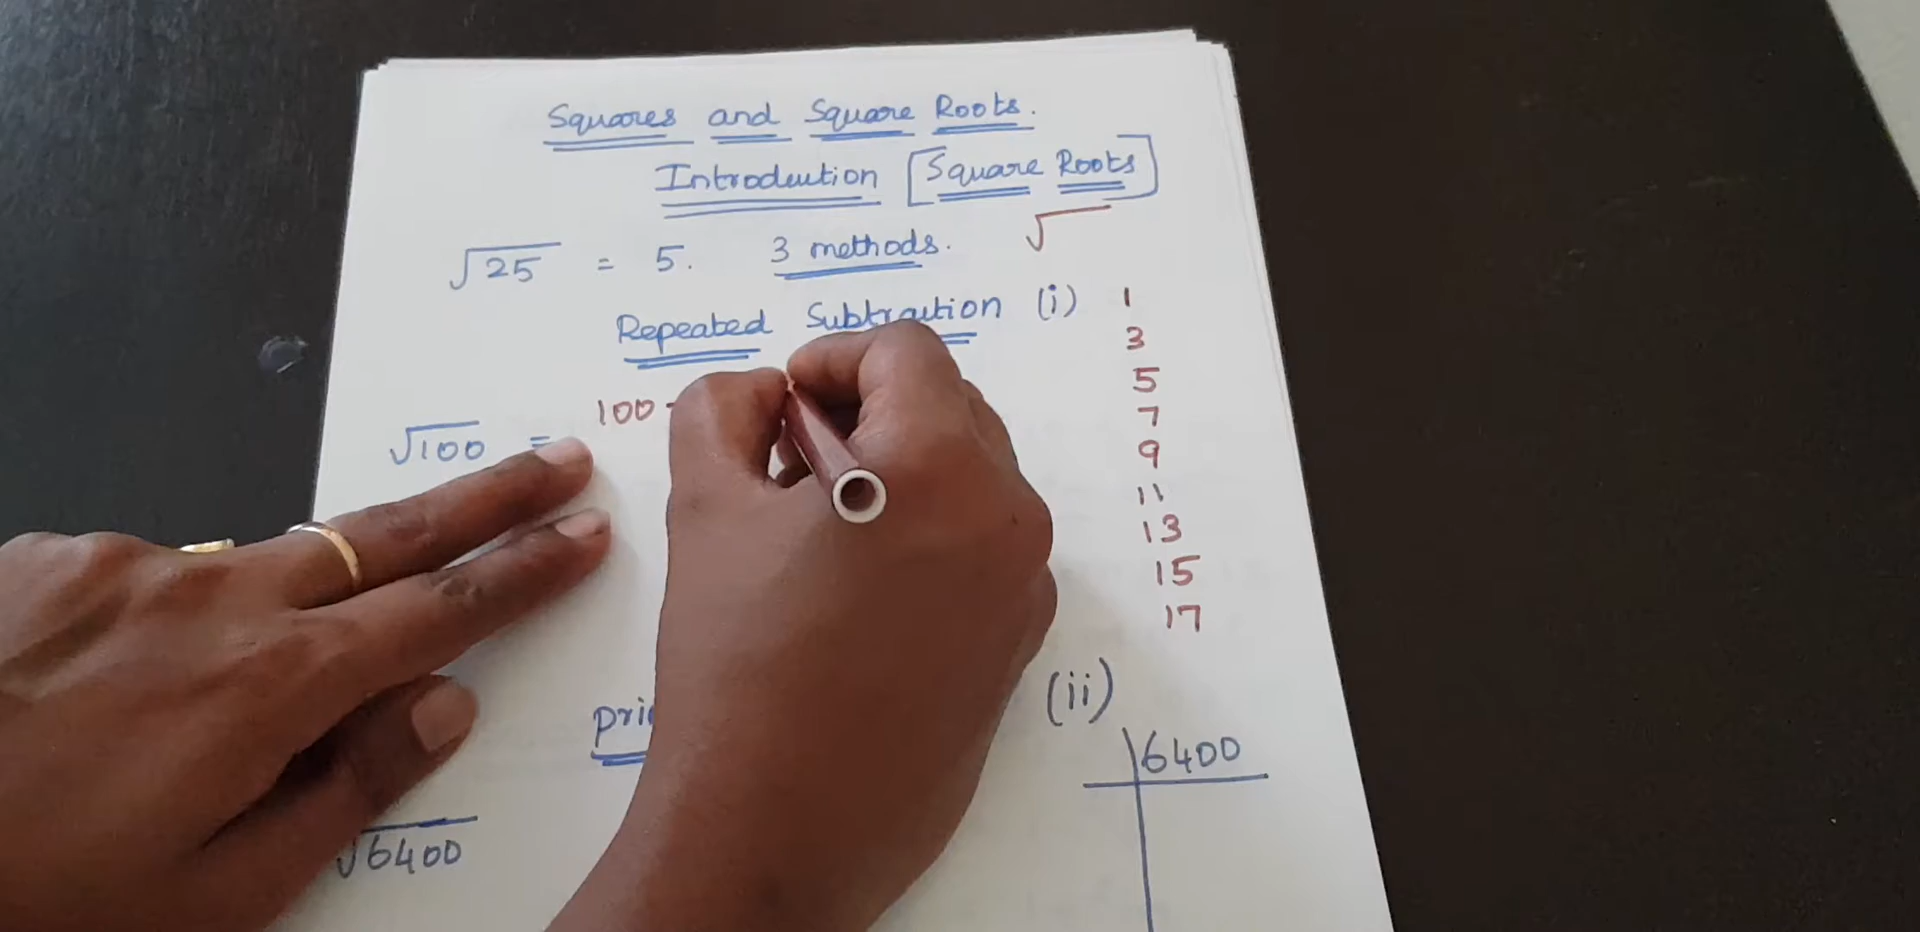 Squares and Square Roots.
Introduction [Square Roots]
√25 = 5. 3 methods. √
Repeated Subtraction (i)
1
3
5
7
9
11
13
15
17
100 -
√100 =
(ii)
6400
√6400